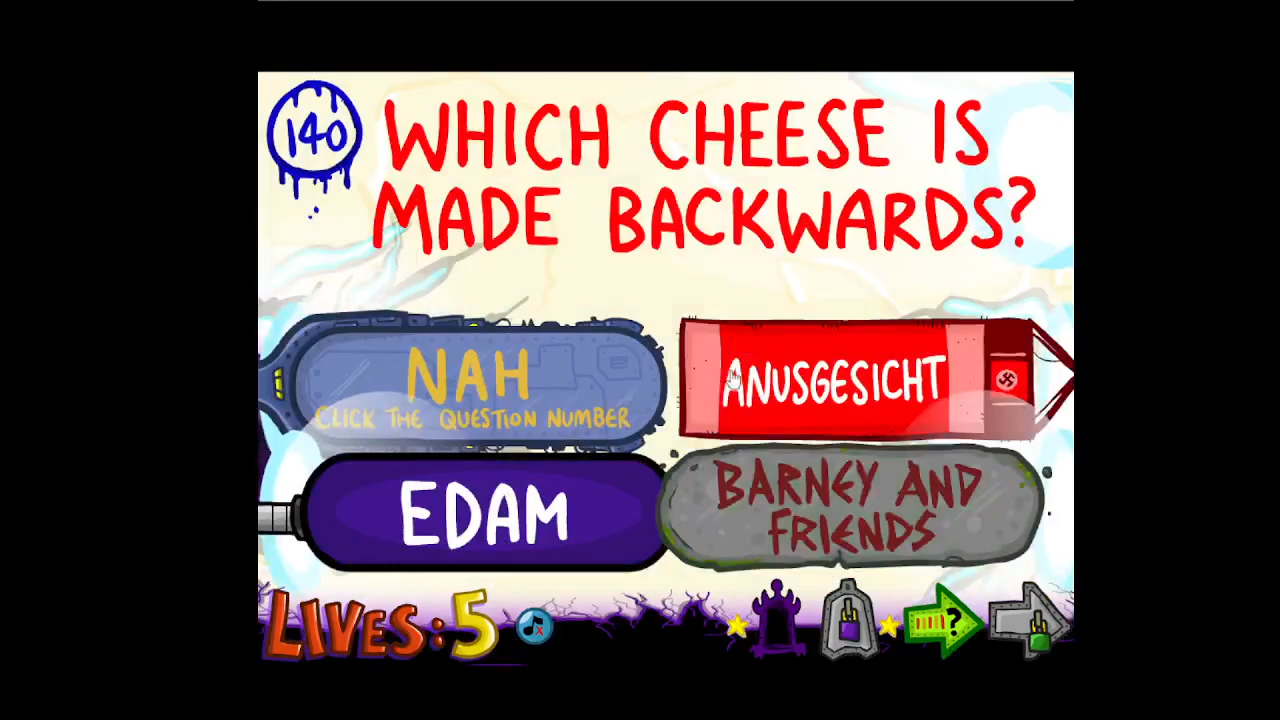 140
WHICH CHEESE IS
MADE BACKWARDS?
NAH
CLICK THE QUESTION NUMBER
ANUSGESICHT
EDAM
BARNEY AND
FRIENDS
LIVES: 5
?